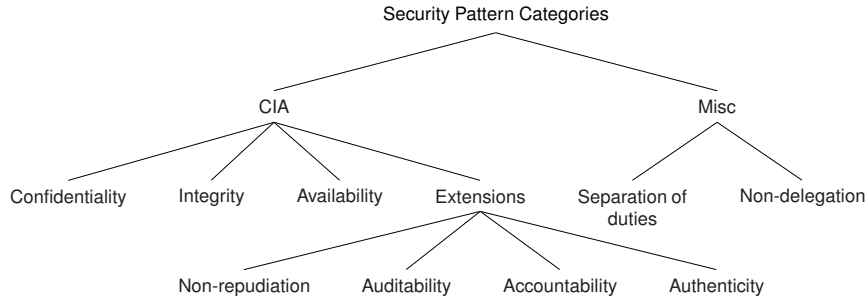 Security Pattern Categories
CIA
Misc
Confidentiality
Integrity
Availability
Extensions
Separation of
duties
Non-delegation
Non-repudiation
Auditability
Accountability
Authenticity